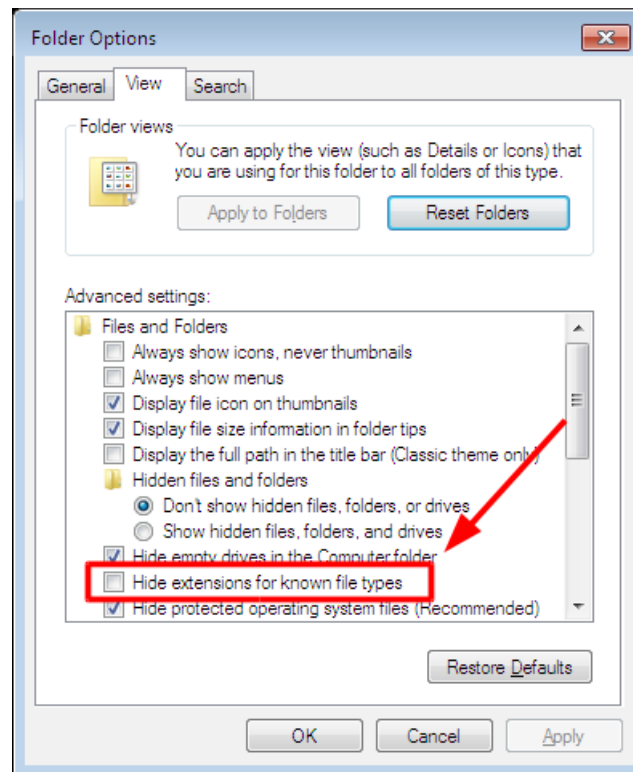 Folder Options
General View Search
Folder views
You can apply the view (such as Details or Icons) that
you are using for this folder to all folders of this type.
Apply to Folders Reset Folders
Advanced settings:
Files and Folders
Always show icons, never thumbnails
Always show menus
Display file icon on thumbnails
Display file size information in folder tips
Display the full path in the title bar (Classic theme only)
Hidden files and folders
Don't show hidden files, folders, or drives
Show hidden files, folders, and drives
Hide empty drives in the Computer folder
Hide extensions for known file types
Hide protected operating system files (Recommended)
Restore Defaults
OK Cancel Apply